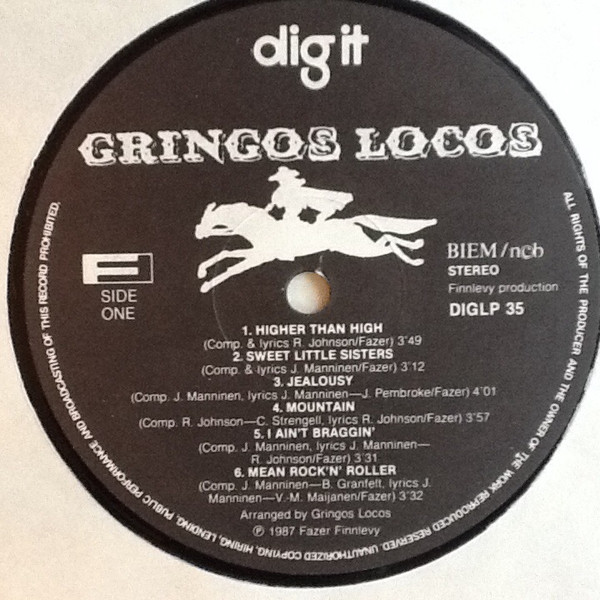 dig it
GRINGOS LOCOS
BIEM/ncb
STEREO
Finnlevy production
DIGLP 35
SIDE
ONE
1. HIGHER THAN HIGH
(Comp. & lyrics R. Johnson/Fazer) 3'49
2. SWEET LITTLE SISTERS
(Comp. & lyrics J. Manninen/Fazer) 3'12
3. JEALOUSY
(Comp. J. Manninen, lyrics J. Manninen—J. Pembroke/Fazer) 4'01
4. MOUNTAIN
(Comp. R. Johnson—C. Strengell, lyrics R. Johnson/Fazer) 3'57
5. I AIN'T BRAGGIN'
(Comp. J. Manninen, lyrics J. Manninen—
R. Johnson/Fazer) 3'31
6. MEAN ROCK'N' ROLLER
(Comp. J. Manninen—B. Granfelt, lyrics J.
Manninen—V.-M. Maijanen/Fazer) 3'32
Arranged by Gringos Locos
℗ 1987 Fazer Finnlevy
ALL RIGHTS OF THE PRODUCER AND THE OWNER OF THE WORK REPRODUCED RESERVED. UNAUTHORIZED COPYING, HIRING, LENDING, PUBLIC PERFORMANCE AND BROADCASTING OF THIS RECORD PROHIBITED.